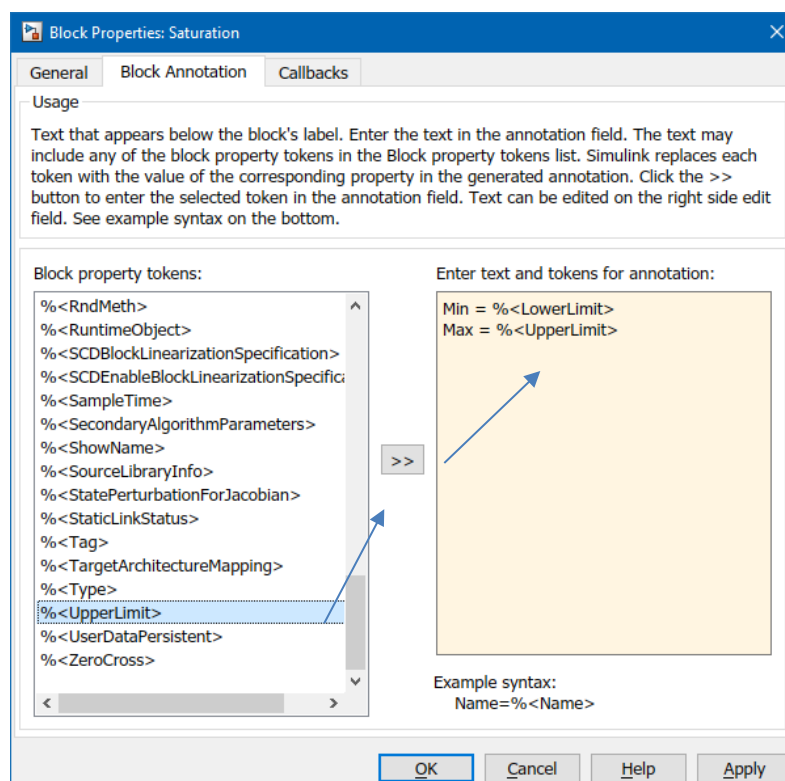 Block Properties: Saturation
General Block Annotation Callbacks
Usage
Text that appears below the block's label. Enter the text in the annotation field. The text may
include any of the block property tokens in the Block property tokens list. Simulink replaces each
token with the value of the corresponding property in the generated annotation. Click the >>
button to enter the selected token in the annotation field. Text can be edited on the right side edit
field. See example syntax on the bottom.
Block property tokens:
%<RndMeth>
%<RuntimeObject>
%<SCDBlockLinearizationSpecification>
%<SCDEnableBlockLinearizationSpecifica
%<SampleTime>
%<SecondaryAlgorithmParameters>
%<ShowName>
%<SourceLibraryInfo>
%<StatePerturbationForJacobian>
%<StaticLinkStatus>
%<Tag>
%<TargetArchitectureMapping>
%<Type>
%<UpperLimit>
%<UserDataPersistent>
%<ZeroCross>
>>
Enter text and tokens for annotation:
Min = %<LowerLimit>
Max = %<UpperLimit>
Example syntax:
Name=%<Name>
OK Cancel Help Apply